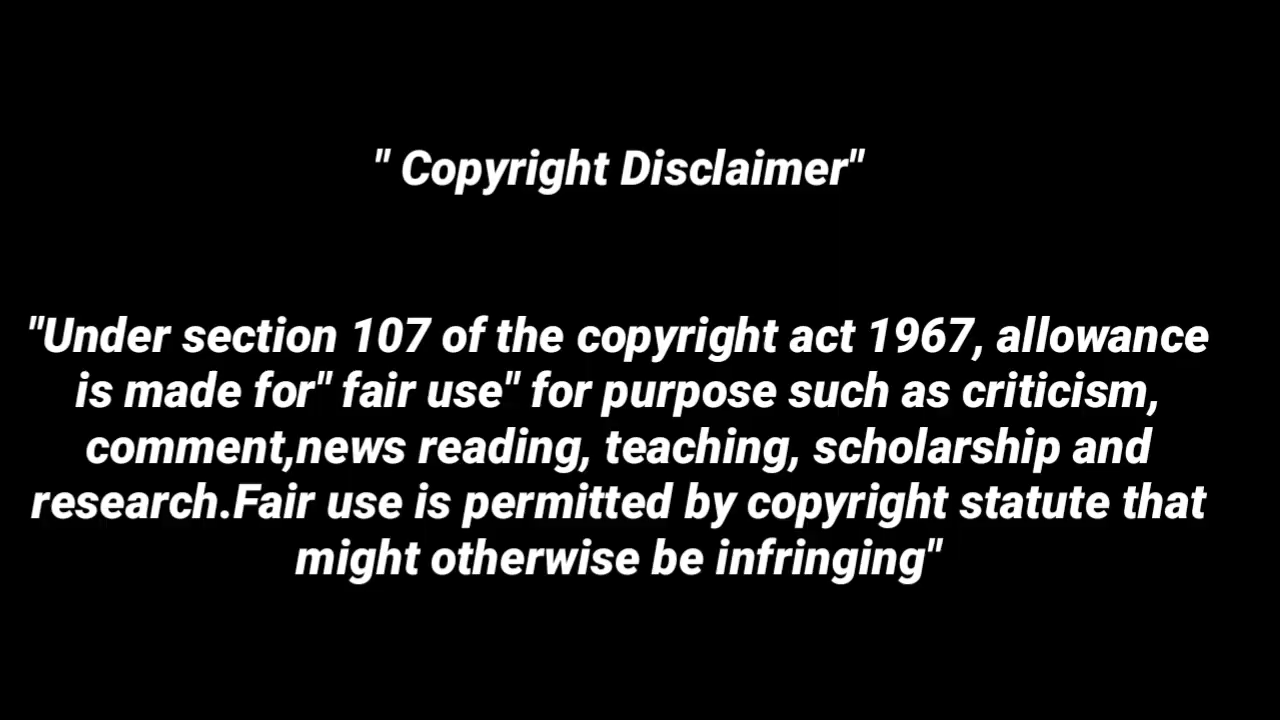 " Copyright Disclaimer"
"Under section 107 of the copyright act 1967, allowance
is made for" fair use" for purpose such as criticism,
comment,news reading, teaching, scholarship and
research.Fair use is permitted by copyright statute that
might otherwise be infringing"